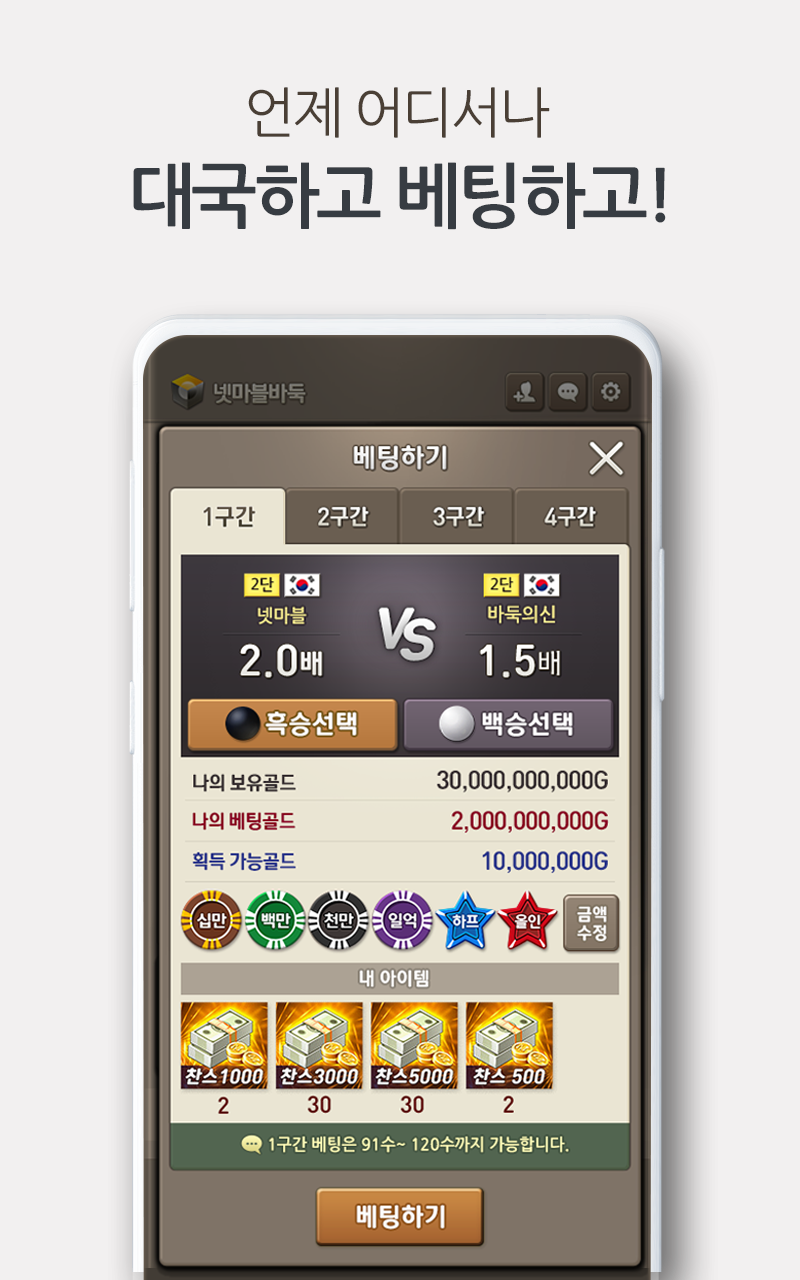 언제 어디서나
대국하고 베팅하고!
넷마블바둑
베팅하기
1구간 2구간 3구간 4구간
2단 2단
넷마블 VS 바둑의신
2.0배 1.5배
흑승선택 백승선택
나의 보유골드 30,000,000,000G
나의 베팅골드 2,000,000,000G
획득 가능골드 10,000,000G
십만 백만 천만 일억 하프 올인 금액
수정
내 아이템
찬스1000 찬스3000 찬스5000 찬스 500
2 30 30 2
1구간 베팅은 91수~ 120수까지 가능합니다.
베팅하기